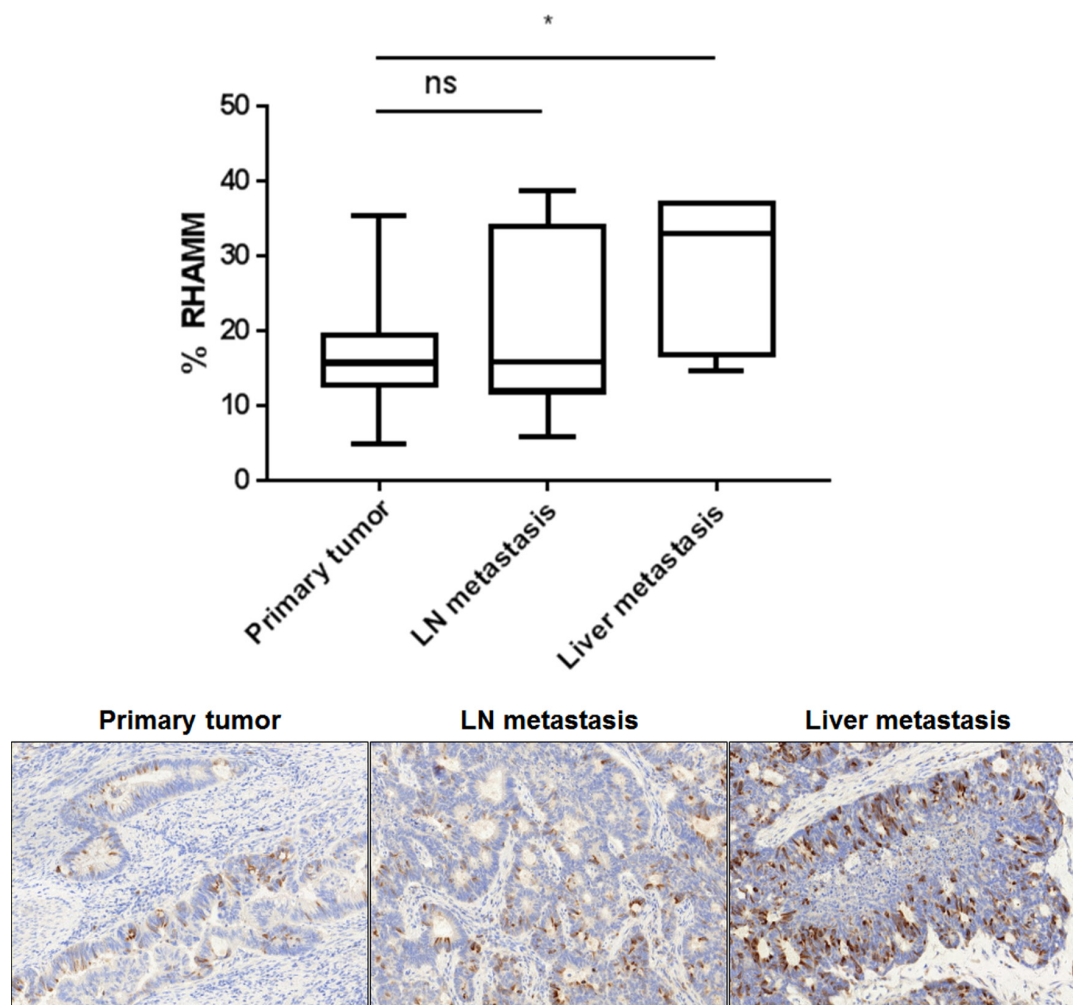 *
ns
50
40
30
20
10
0
% RHAMM
Primary tumor
LN metastasis
Liver metastasis
Primary tumor
LN metastasis
Liver metastasis